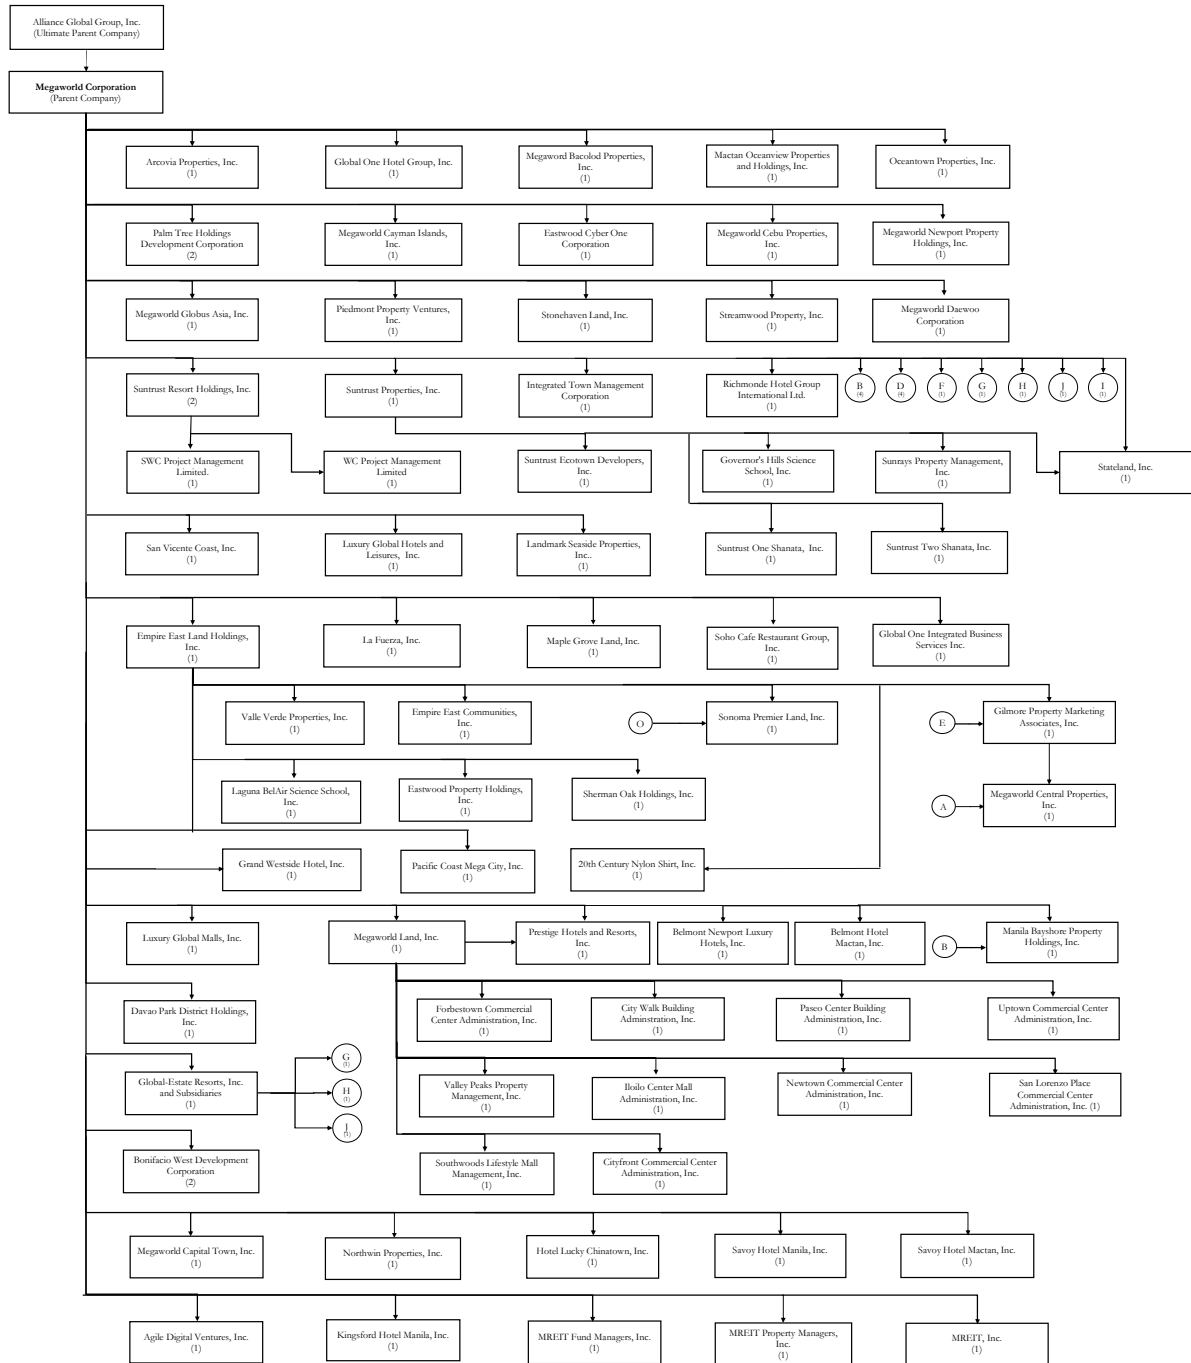 Alliance Global Group, Inc.
(Ultimate Parent Company)
Megaworld Corporation
(Parent Company)
Arcovia Properties, Inc.
(1)
Global One Hotel Group, Inc.
(1)
Megaword Bacolod Properties,
Inc.
(1)
Mactan Oceanview Properties
and Holdings, Inc.
(1)
Oceantown Properties, Inc.
(1)
Palm Tree Holdings
Development Corporation
(2)
Megaworld Cayman Islands,
Inc.
(1)
Eastwood Cyber One
Corporation
(1)
Megaworld Cebu Properties,
Inc.
(1)
Megaworld Newport Property
Holdings, Inc.
(1)
Megaworld Globus Asia, Inc.
(1)
Piedmont Property Ventures,
Inc.
(1)
Stonehaven Land, Inc.
(1)
Streamwood Property, Inc.
(1)
Megaworld Daewoo
Corporation
(1)
Suntrust Resort Holdings, Inc.
(2)
Suntrust Properties, Inc.
(1)
Integrated Town Management
Corporation
(1)
Richmonde Hotel Group
International Ltd.
(1)
B
(4)
D
(4)
F
(1)
G
(1)
H
(1)
J
(1)
I
(1)
SWC Project Management
Limited.
(1)
WC Project Management
Limited
(1)
Suntrust Ecotown Developers,
Inc.
(1)
Governor's Hills Science
School, Inc.
(1)
Sunrays Property Management,
Inc.
(1)
Stateland, Inc.
(1)
San Vicente Coast, Inc.
(1)
Luxury Global Hotels and
Leisures, Inc.
(1)
Landmark Seaside Properties,
Inc..
(1)
Suntrust One Shanata, Inc.
(1)
Suntrust Two Shanata, Inc.
(1)
Empire East Land Holdings,
Inc.
(1)
La Fuerza, Inc.
(1)
Maple Grove Land, Inc.
(1)
Soho Cafe Restaurant Group,
Inc.
(1)
Global One Integrated Business
Services Inc.
(1)
Valle Verde Properties, Inc.
(1)
Empire East Communities,
Inc.
(1)
O
Sonoma Premier Land, Inc.
(1)
E
Gilmore Property Marketing
Associates, Inc.
(1)
Laguna BelAir Science School,
Inc.
(1)
Eastwood Property Holdings,
Inc.
(1)
Sherman Oak Holdings, Inc.
(1)
A
Megaworld Central Properties,
Inc.
(1)
Grand Westside Hotel, Inc.
(1)
Pacific Coast Mega City, Inc.
(1)
20th Century Nylon Shirt, Inc.
(1)
Luxury Global Malls, Inc.
(1)
Megaworld Land, Inc.
(1)
Prestige Hotels and Resorts,
Inc.
(1)
Belmont Newport Luxury
Hotels, Inc.
(1)
Belmont Hotel
Mactan, Inc.
(1)
B
Manila Bayshore Property
Holdings, Inc.
(1)
Davao Park District Holdings,
Inc.
(1)
Forbestown Commercial
Center Administration, Inc.
(1)
City Walk Building
Adminstration, Inc.
(1)
Paseo Center Building
Administration, Inc.
(1)
Uptown Commercial Center
Administration, Inc.
(1)
Global-Estate Resorts, Inc.
and Subsidiaries
(1)
G
(1)
H
(1)
J
(1)
Valley Peaks Property
Management, Inc.
(1)
Iloilo Center Mall
Administration, Inc.
(1)
Newtown Commercial Center
Administration, Inc.
(1)
San Lorenzo Place
Commercial Center
Administration, Inc. (1)
Bonifacio West Development
Corporation
(2)
Southwoods Lifestyle Mall
Management, Inc.
(1)
Cityfront Commercial Center
Administration, Inc.
(1)
Megaworld Capital Town, Inc.
(1)
Northwin Properties, Inc.
(1)
Hotel Lucky Chinatown, Inc.
(1)
Savoy Hotel Manila, Inc.
(1)
Savoy Hotel Mactan, Inc.
(1)
Agile Digital Ventures, Inc.
(1)
Kingsford Hotel Manila, Inc.
(1)
MREIT Fund Managers, Inc.
(1)
MREIT Property Managers,
Inc.
(1)
MREIT, Inc.
(1)